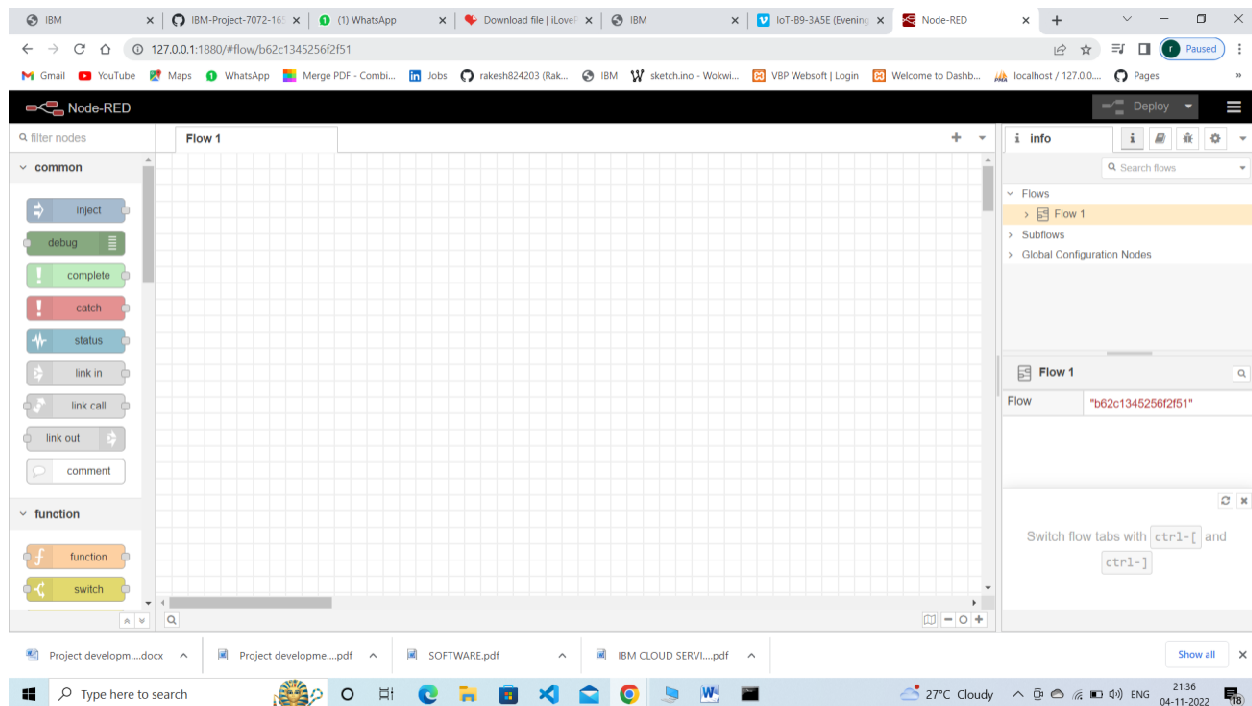 IBM
IBM-Project-7072-165
(1) WhatsApp
Download file | iLoveP
IBM
IoT-B9-3A5E (Evening
Node-RED
127.0.0.1:1880/#flow/b62c1345256f2f51
Paused
Gmail
YouTube
Maps
WhatsApp
Merge PDF - Combi...
Jobs
rakesh824203 (Rak...
IBM
sketch.ino - Wokwi...
VBP Websoft | Login
Welcome to Dashb...
localhost / 127.0.0....
Pages
Node-RED
Deploy
filter nodes
Flow 1
info
common
Search flows
inject
debug
complete
catch
status
link in
link call
link out
comment
function
function
switch
Flows
Flow 1
Subflows
Global Configuration Nodes
Flow 1
Flow
"b62c1345256f2f51"
Switch flow tabs with ctrl-[ and
ctrl-]
Project developm....docx
Project developme....pdf
SOFTWARE.pdf
IBM CLOUD SERVI....pdf
Show all
Type here to search
27°C Cloudy
ENG
21:36
04-11-2022
18